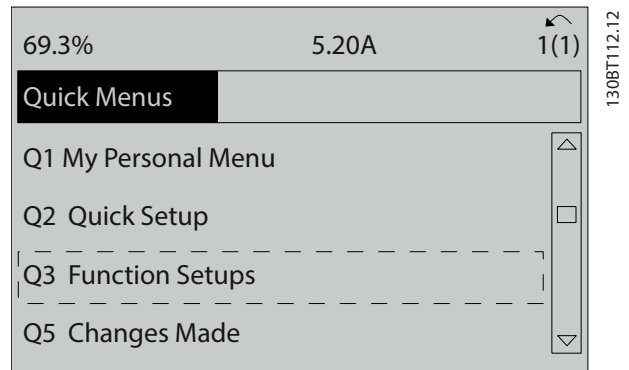 69.3% 5.20A 1(1)
Quick Menus
Q1 My Personal Menu
Q2 Quick Setup
Q3 Function Setups
Q5 Changes Made
130BT112.12